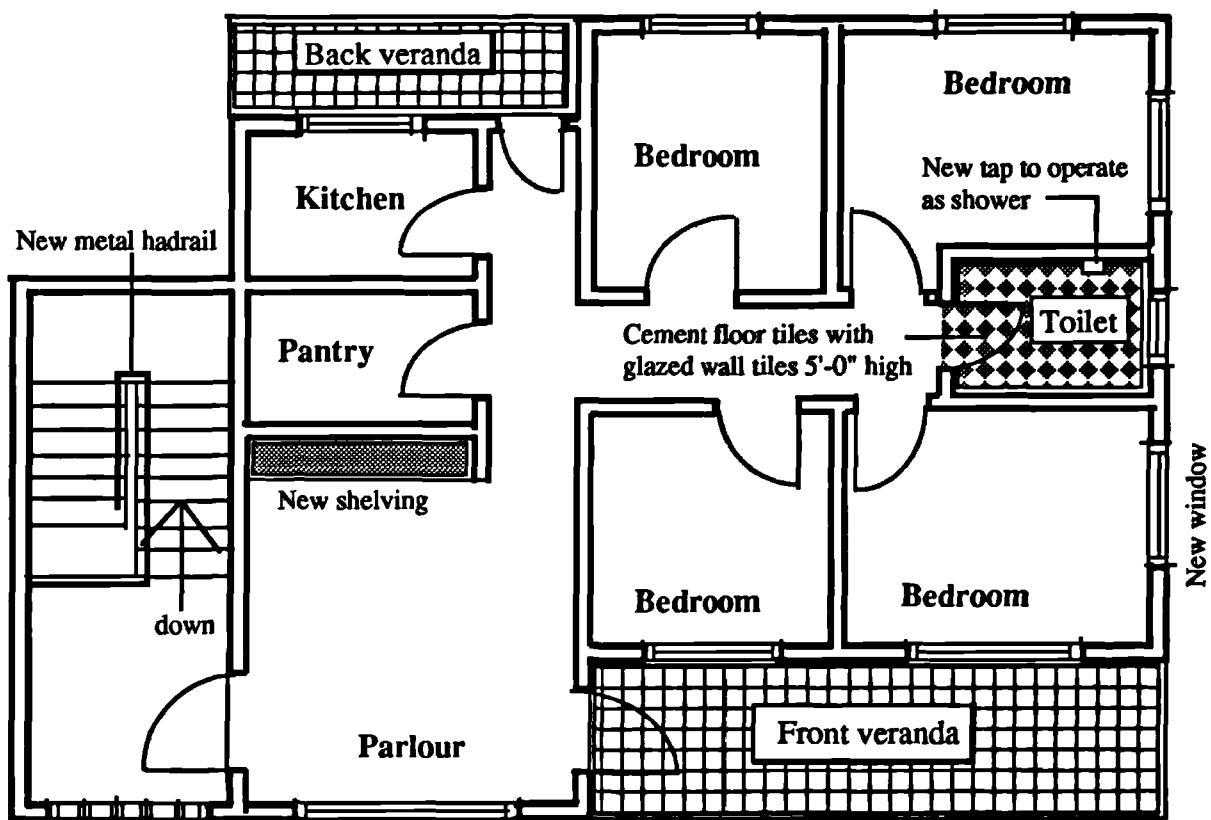 Back veranda
Bedroom
Bedroom
New tap to operate
as shower
Kitchen
New metal hadrail
Pantry
Cement floor tiles with
glazed wall tiles 5'-0" high
Toilet
New shelving
New window
down
Bedroom
Bedroom
Parlour
Front veranda